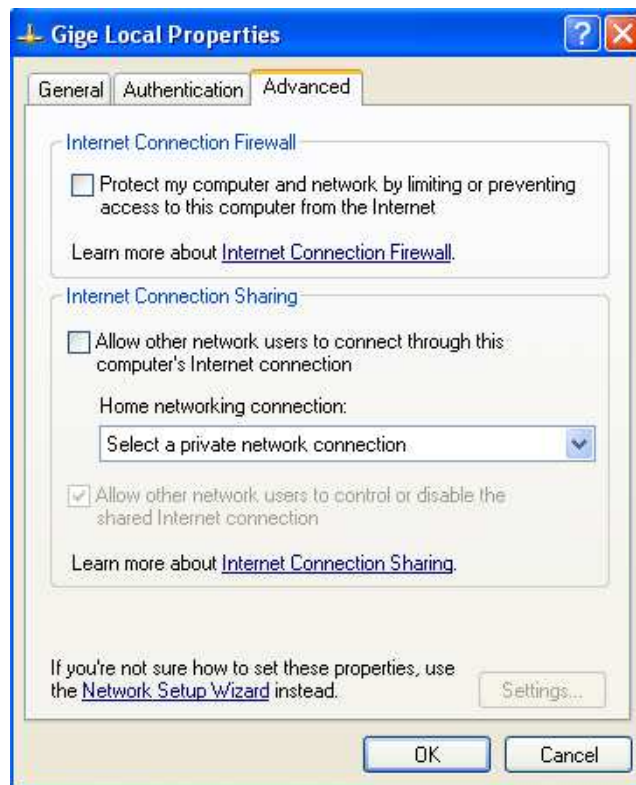 Gige Local Properties
General Authentication Advanced
Internet Connection Firewall
Protect my computer and network by limiting or preventing
access to this computer from the Internet
Learn more about Internet Connection Firewall.
Internet Connection Sharing
Allow other network users to connect through this
computer's Internet connection
Home networking connection:
Select a private network connection
Allow other network users to control or disable the
shared Internet connection
Learn more about Internet Connection Sharing.
If you're not sure how to set these properties, use
the Network Setup Wizard instead.
Settings...
OK Cancel